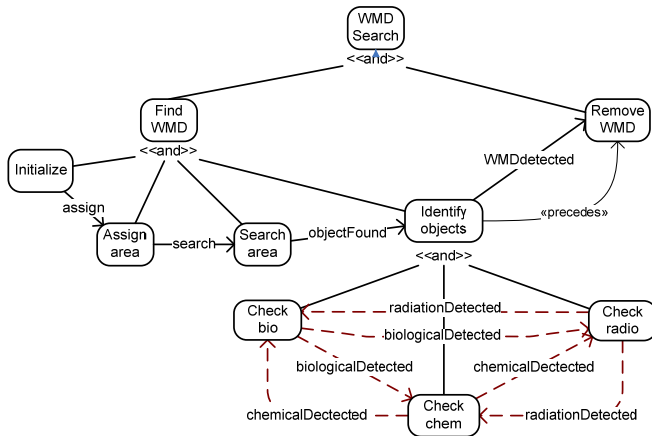 WMD
Search
<<and>>
Find
WMD
Remove
WMD
<<and>>
Initialize
WMDdetected
assign
Identify
objects
«precedes»
Assign
area
search
Search
area
objectFound
<<and>>
Check
bio
radiationDetected
Check
radio
biologicalDetected
biologicalDetected
chemicalDetected
chemicalDectected
Check
chem
radiationDetected